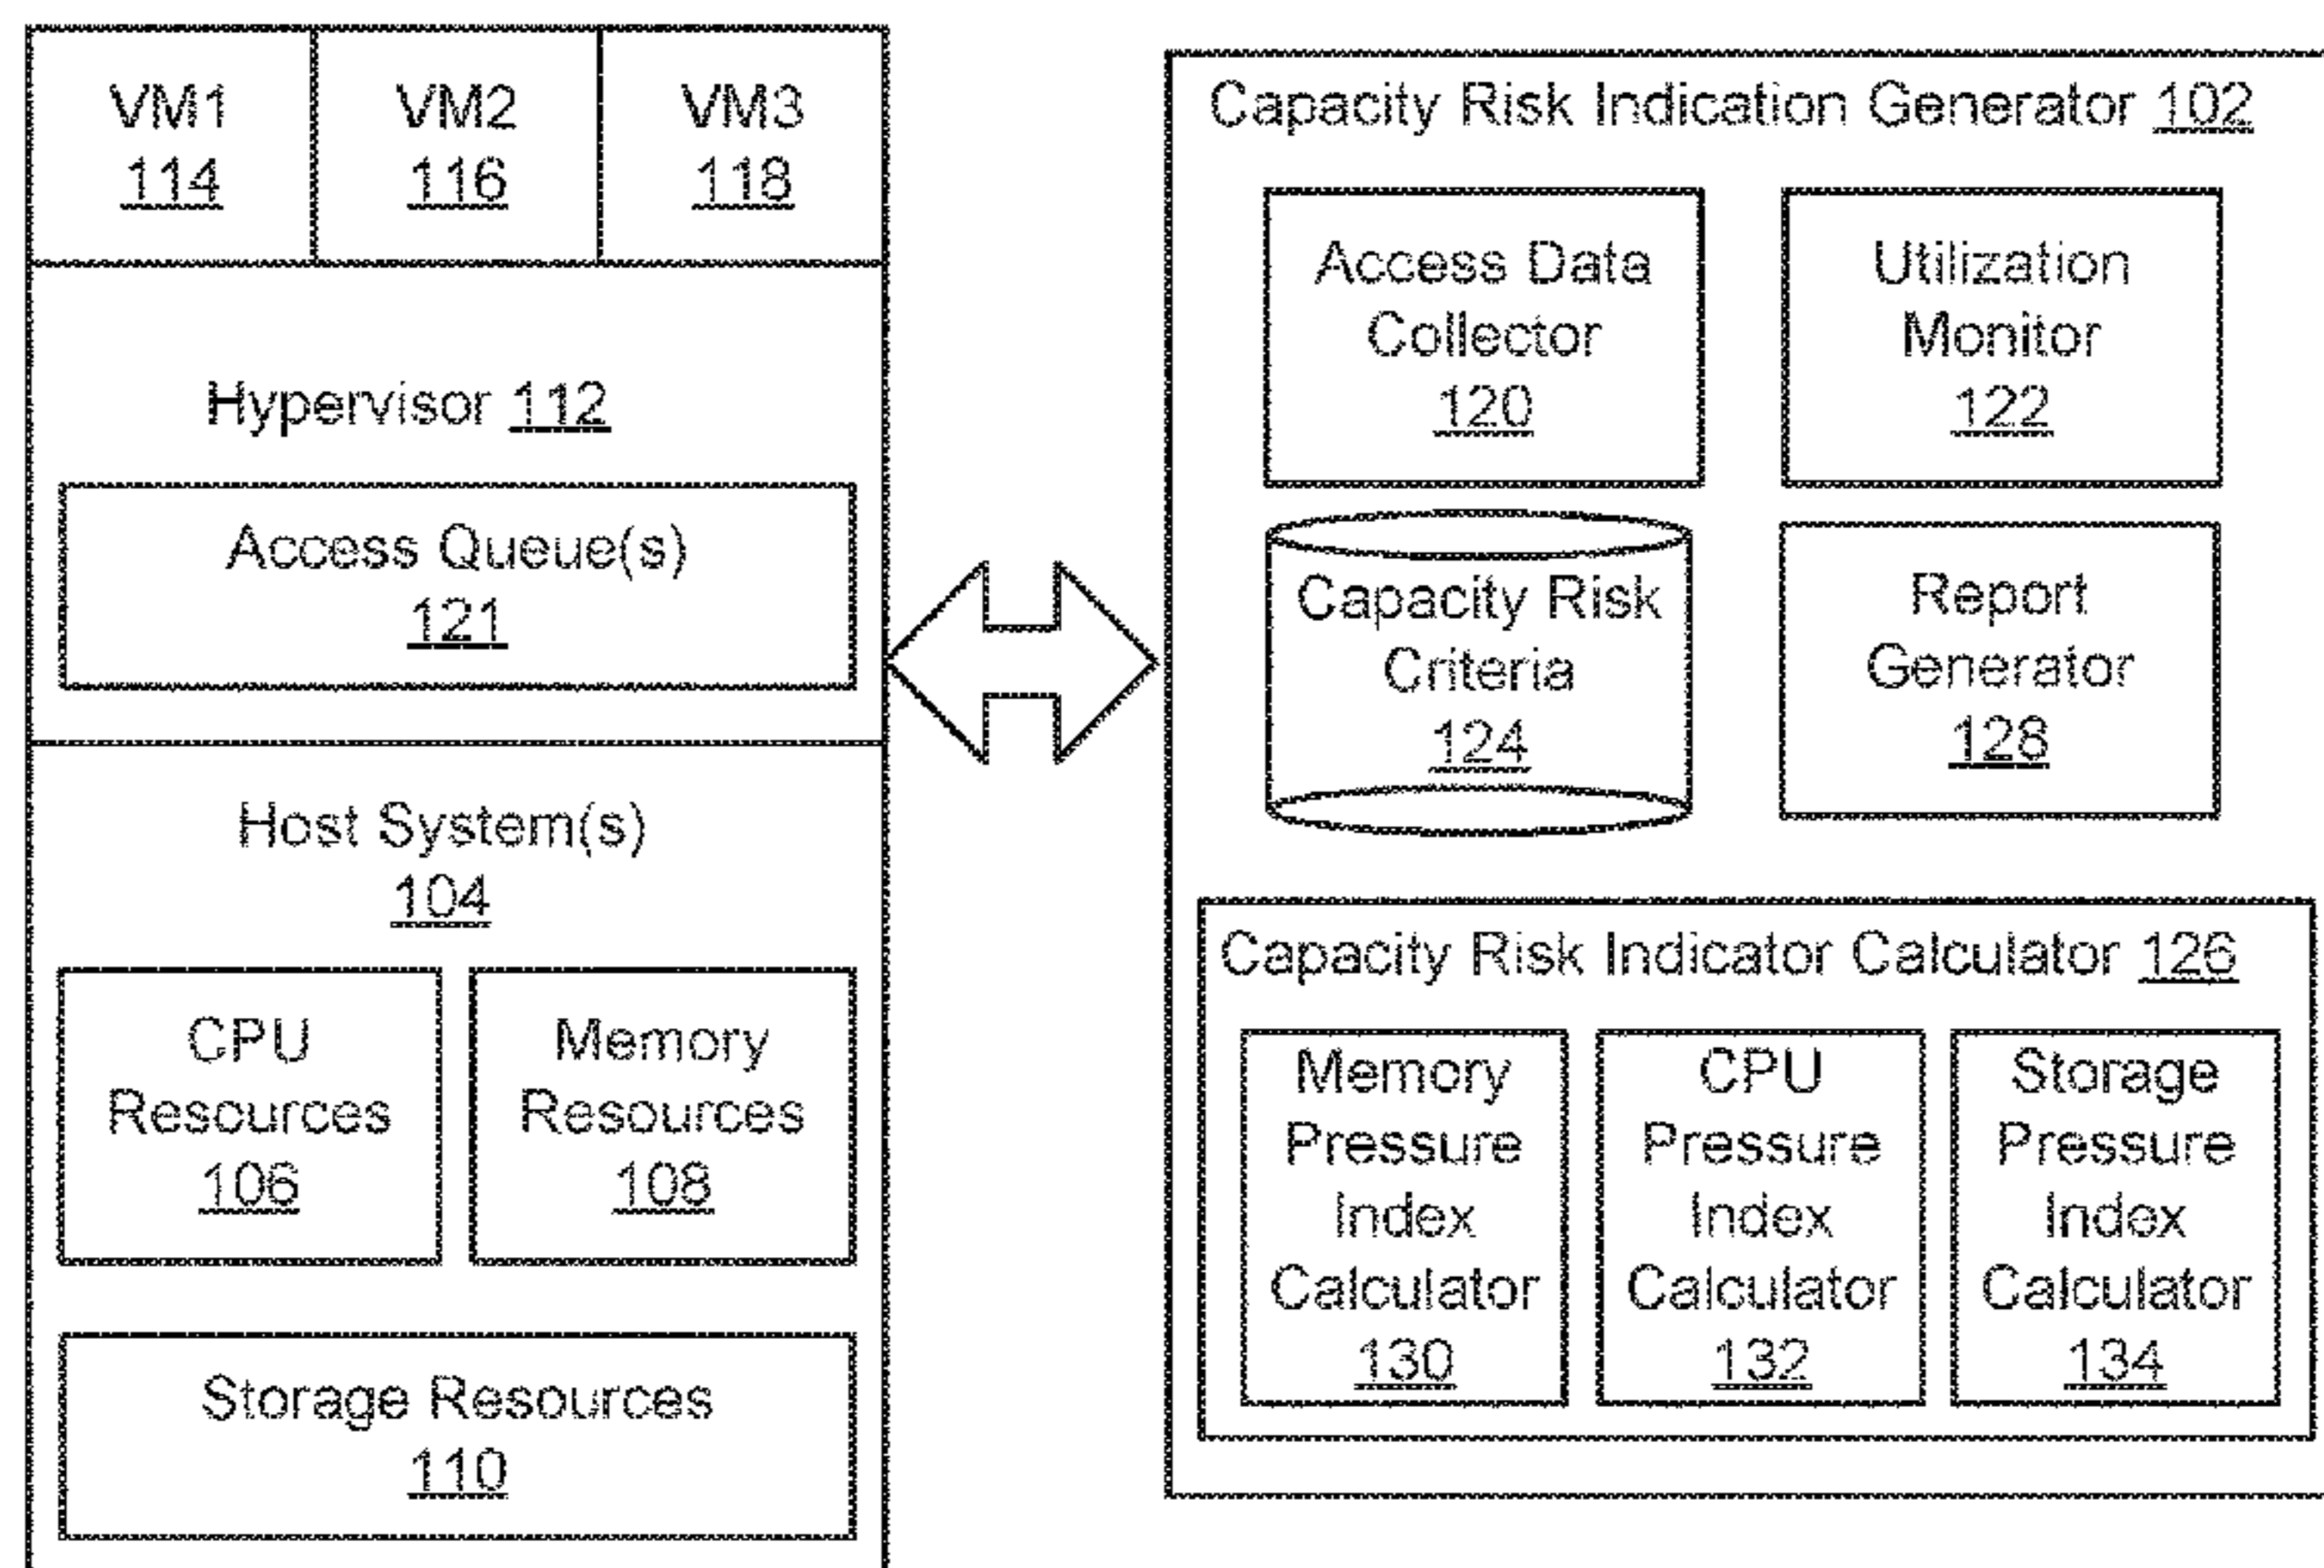 VM1
114
VM2
116
VM3
118
Hypervisor 112
Access Queue(s)
121
Host System(s)
104
CPU
Resources
106
Memory
Resources
108
Storage Resources
110
Capacity Risk Indication Generator 102
Access Data
Collector
120
Utilization
Monitor
122
Capacity Risk
Criteria
124
Report
Generator
128
Capacity Risk Indicator Calculator 126
Memory
Pressure
Index
Calculator
130
CPU
Pressure
Index
Calculator
132
Storage
Pressure
Index
Calculator
134